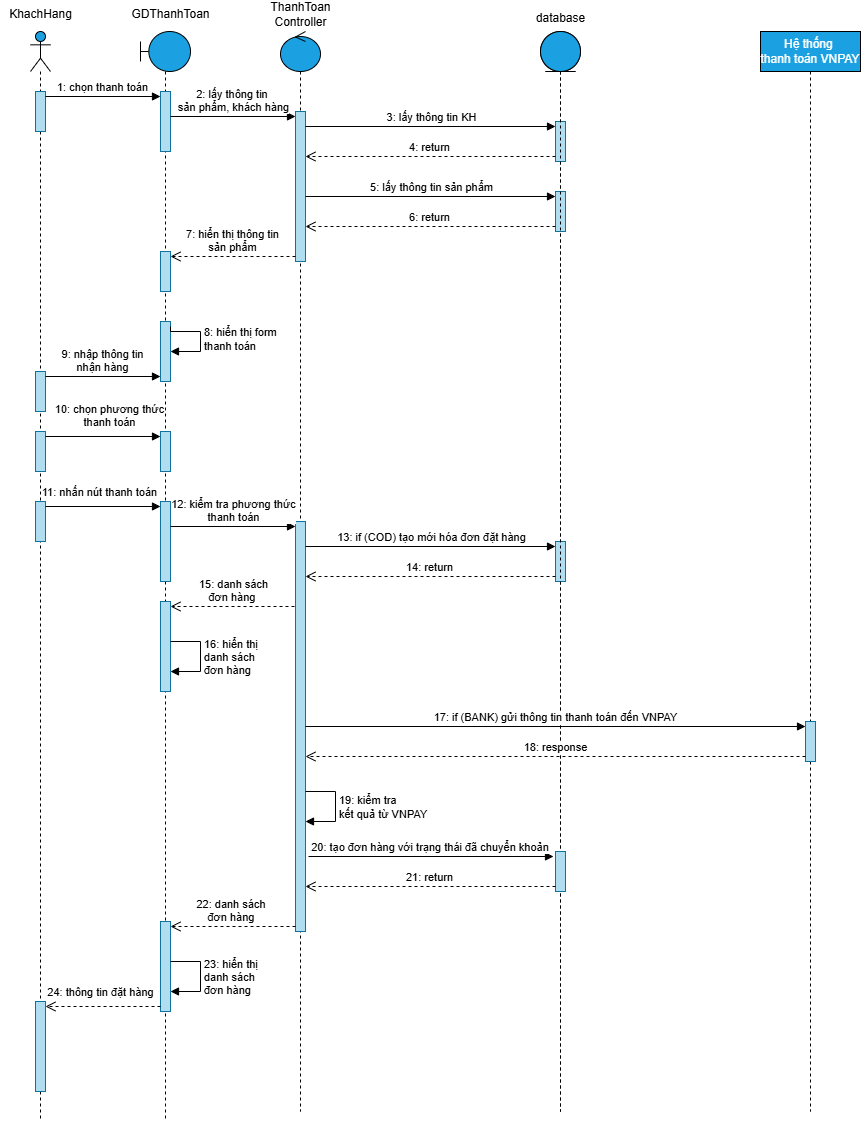 KhachHang
GDThanhToan
ThanhToan
Controller
database
Hệ thống
thanh toán VNPAY
1: chọn thanh toán
2: lấy thông tin
sản phẩm, khách hàng
3: lấy thông tin KH
4: return
5: lấy thông tin sản phẩm
6: return
7: hiển thị thông tin
sản phẩm
8: hiển thị form
thanh toán
9: nhập thông tin
nhận hàng
10: chọn phương thức
thanh toán
11: nhấn nút thanh toán
12: kiểm tra phương thức
thanh toán
13: if (COD) tạo mới hóa đơn đặt hàng
14: return
15: danh sách
đơn hàng
16: hiển thị
danh sách
đơn hàng
17: if (BANK) gửi thông tin thanh toán đến VNPAY
18: response
19: kiểm tra
kết quả từ VNPAY
20: tạo đơn hàng với trạng thái đã chuyển khoản
21: return
22: danh sách
đơn hàng
23: hiển thị
danh sách
đơn hàng
24: thông tin đặt hàng